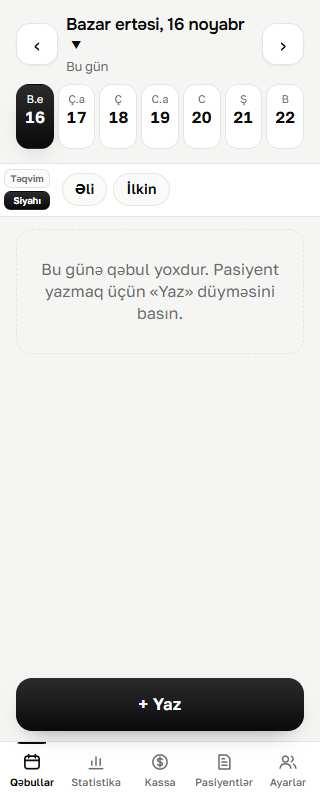 ‹
Bazar ertəsi, 16 noyabr
▼
Bu gün
›
B.e Ç.a Ç C.a C Ş B
16 17 18 19 20 21 22
Təqvim
Siyahı
Əli İlkin
Bu günə qəbul yoxdur. Pasiyent
yazmaq üçün «Yaz» düyməsini
basın.
+ Yaz
Qəbullar Statistika Kassa Pasiyentlər Ayarlar